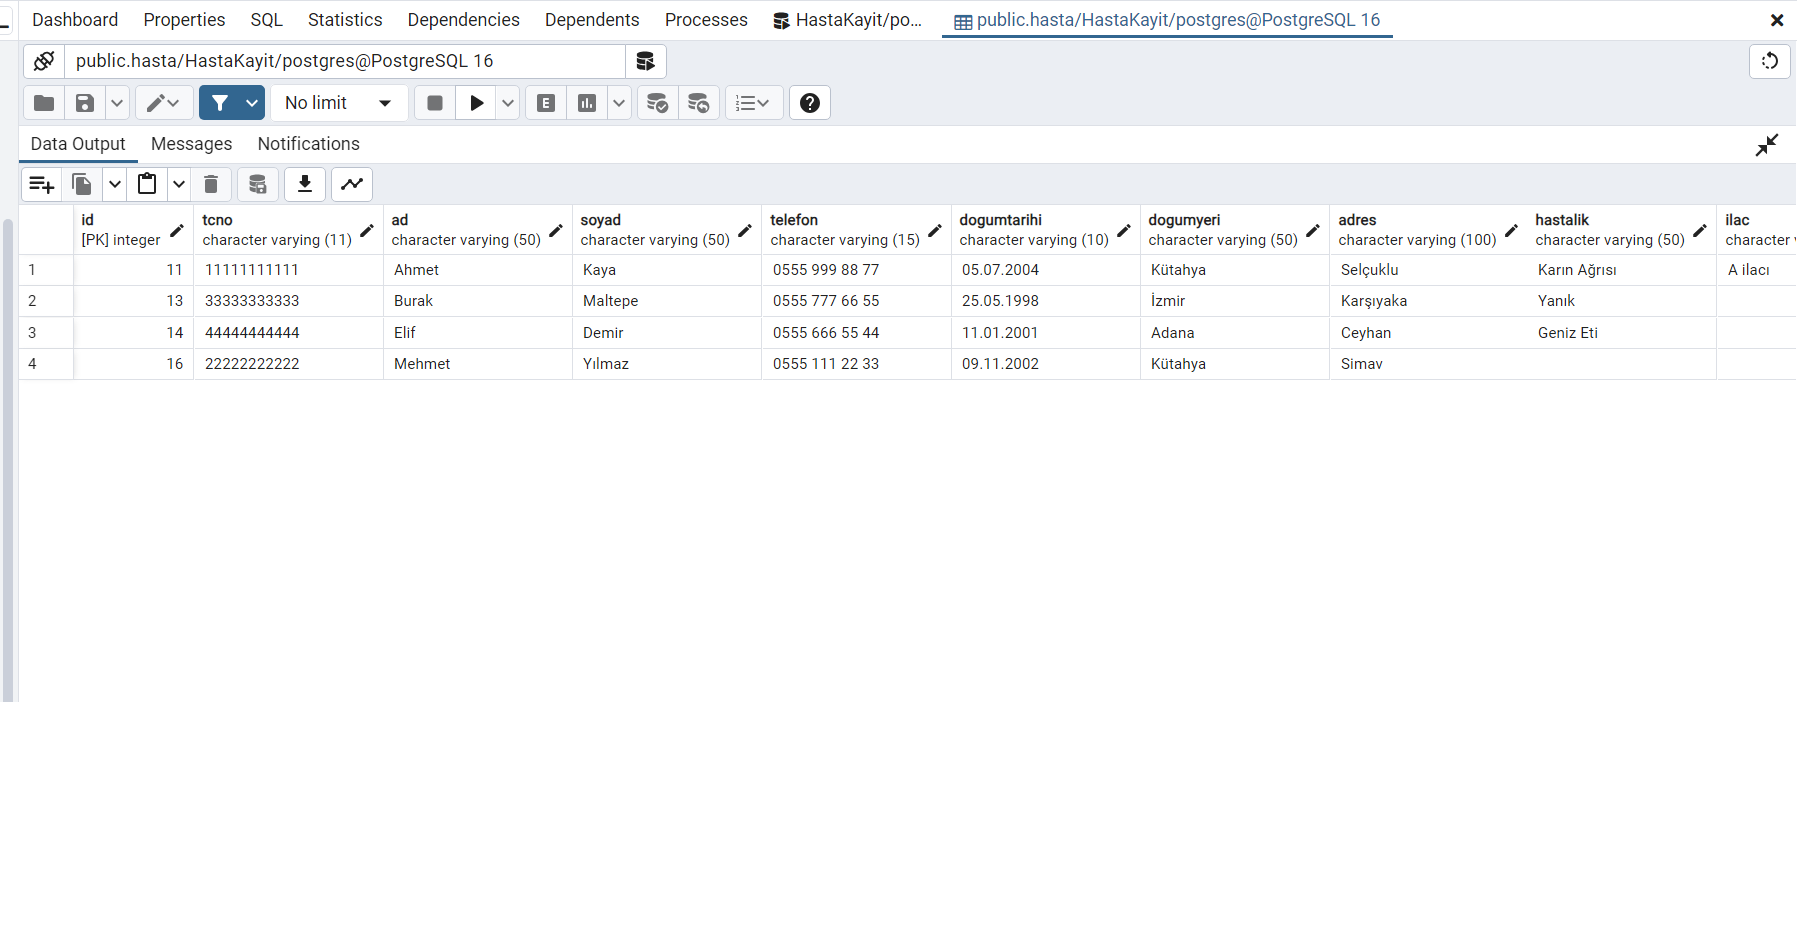 Dashboard Properties SQL Statistics Dependencies Dependents Processes HastaKayit/po... public.hasta/HastaKayit/postgres@PostgreSQL 16
public.hasta/HastaKayit/postgres@PostgreSQL 16
No limit E
Data Output Messages Notifications
id tcno ad soyad telefon dogumtarihi dogumyeri adres hastalik ilac
[PK] integer character varying (11) character varying (50) character varying (50) character varying (15) character varying (10) character varying (50) character varying (100) character varying (50) character
1 11 11111111111 Ahmet Kaya 0555 999 88 77 05.07.2004 Kütahya Selçuklu Karın Ağrısı A ilacı
2 13 33333333333 Burak Maltepe 0555 777 66 55 25.05.1998 İzmir Karşıyaka Yanık
3 14 44444444444 Elif Demir 0555 666 55 44 11.01.2001 Adana Ceyhan Geniz Eti
4 16 22222222222 Mehmet Yılmaz 0555 111 22 33 09.11.2002 Kütahya Simav